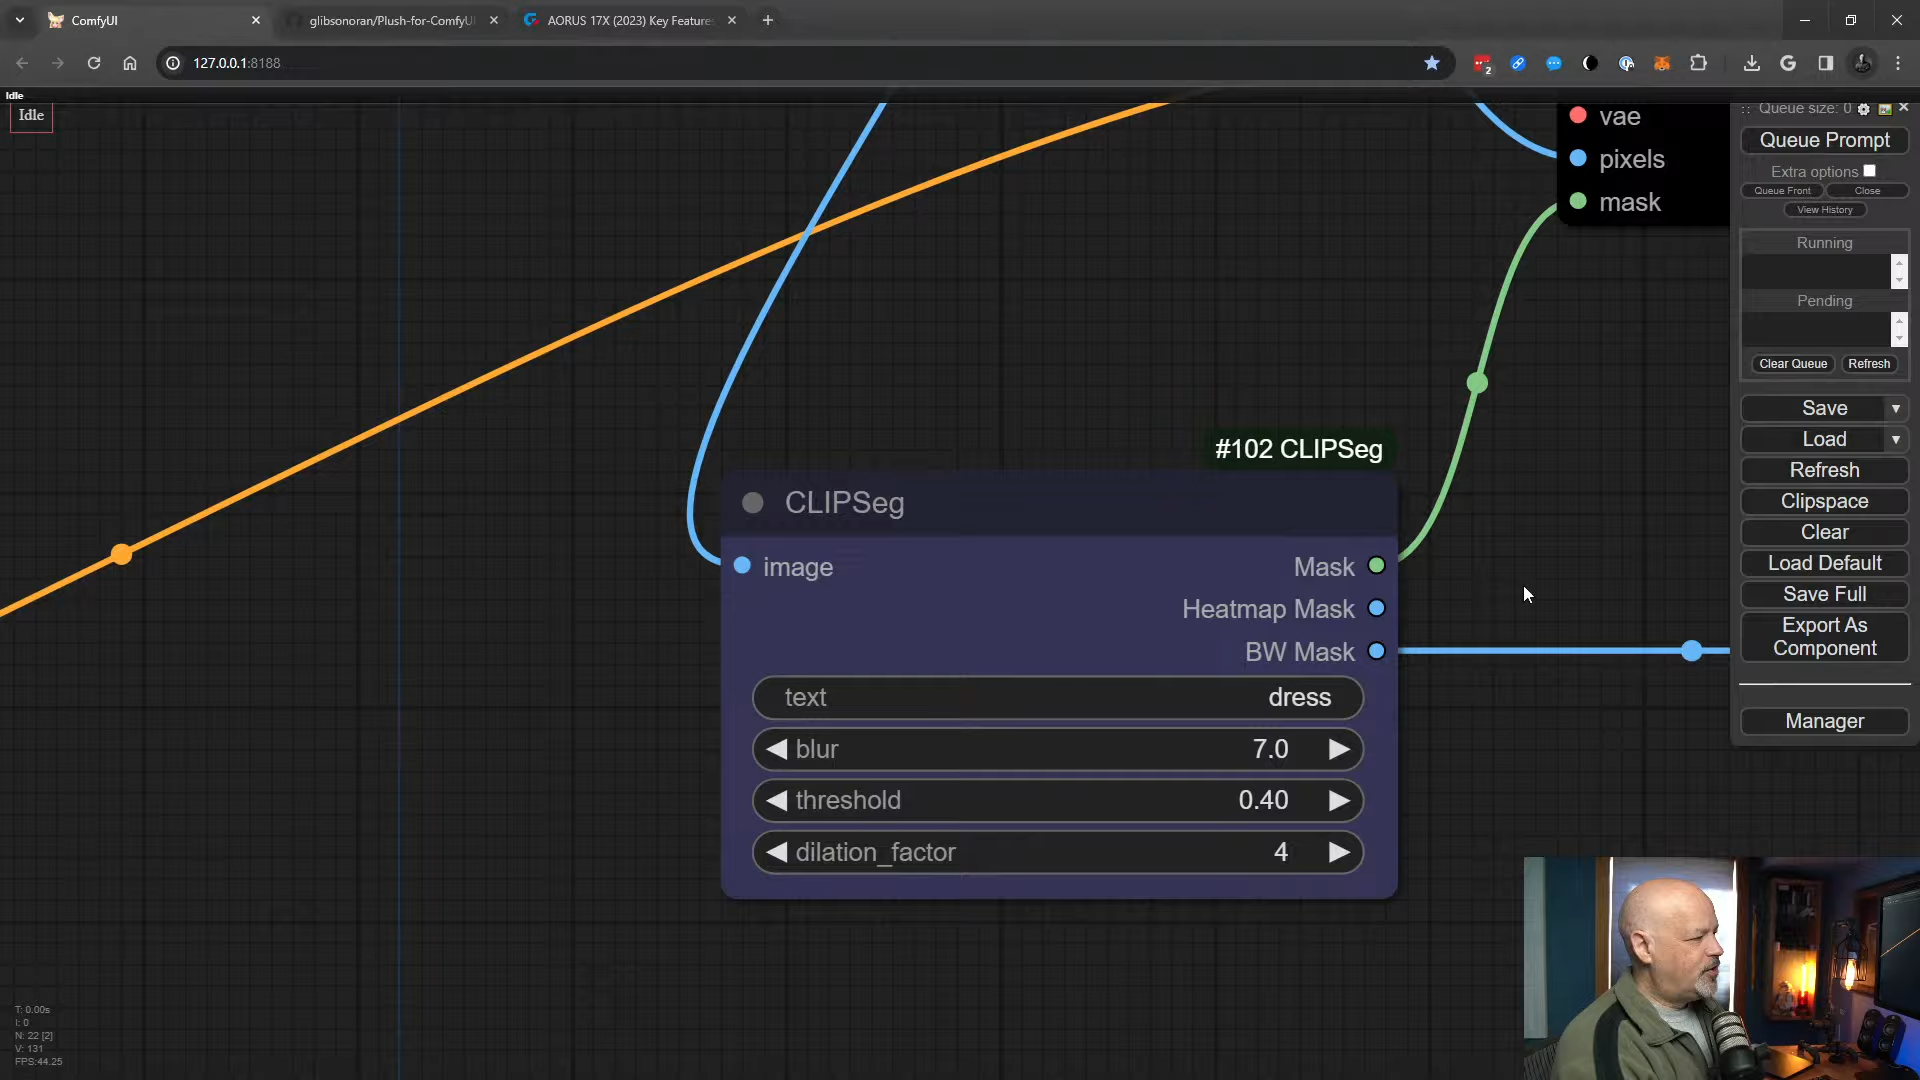 ComfyUI
glibsonoran/Plush-for-ComfyUI
AORUS 17X (2023) Key Feature
127.0.0.1:8188
2
Idle
Idle
vae
pixels
mask
#102 CLIPSeg
CLIPSeg
image
Mask
Heatmap Mask
BW Mask
text dress
blur 7.0
threshold 0.40
dilation_factor 4
Queue size: 0
Queue Prompt
Extra options
Queue Front Close
View History
Running
Pending
Clear Queue Refresh
Save
Load
Refresh
Clipspace
Clear
Load Default
Save Full
Export As
Component
Manager
T: 0.00s
I: 0
N: 22 [2]
V: 131
FPS:44.25